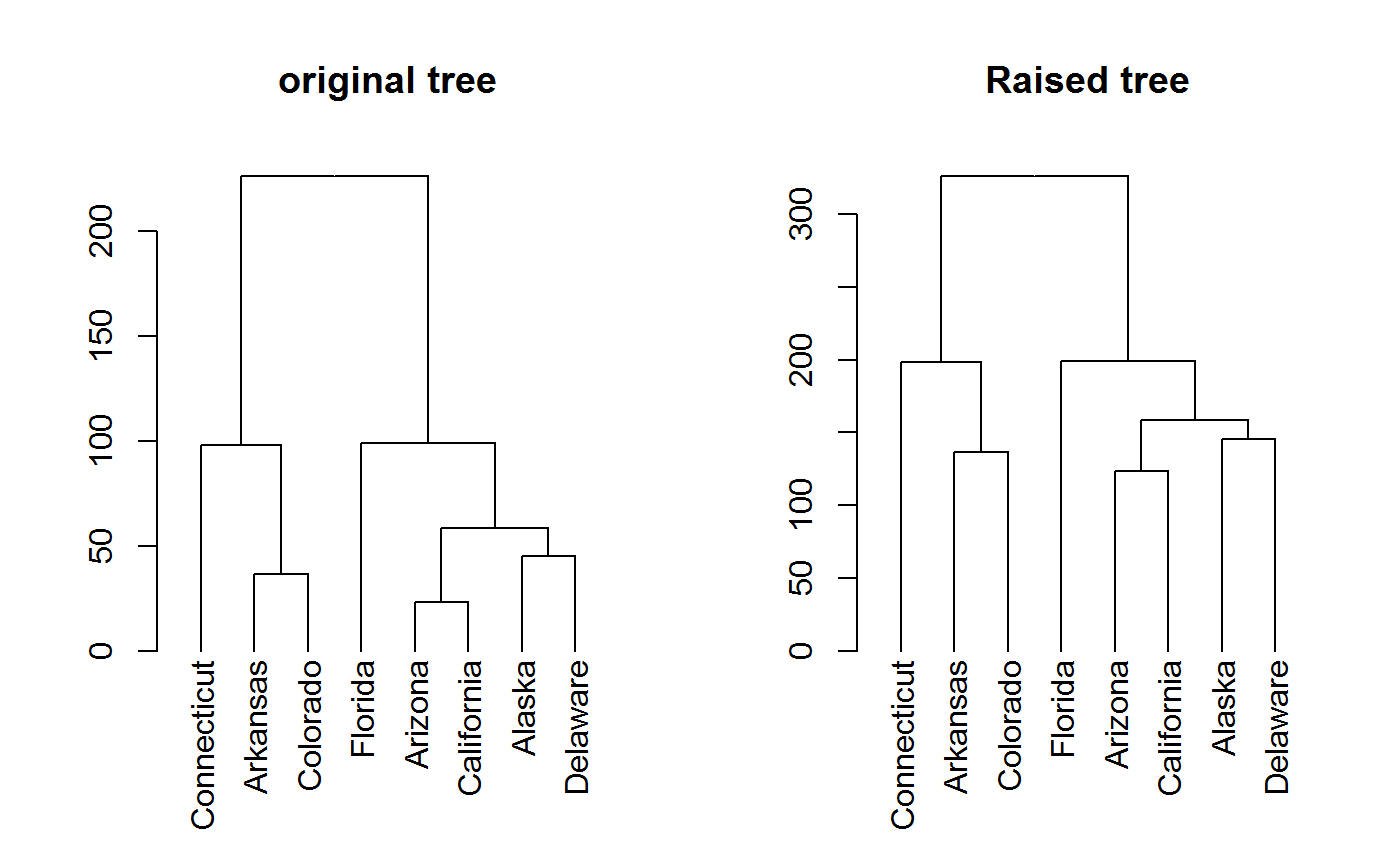 original tree
200
150
100
50
0
Connecticut
Arkansas
Colorado
Florida
Arizona
California
Alaska
Delaware
Raised tree
300
200
100
50
0
Connecticut
Arkansas
Colorado
Florida
Arizona
California
Alaska
Delaware